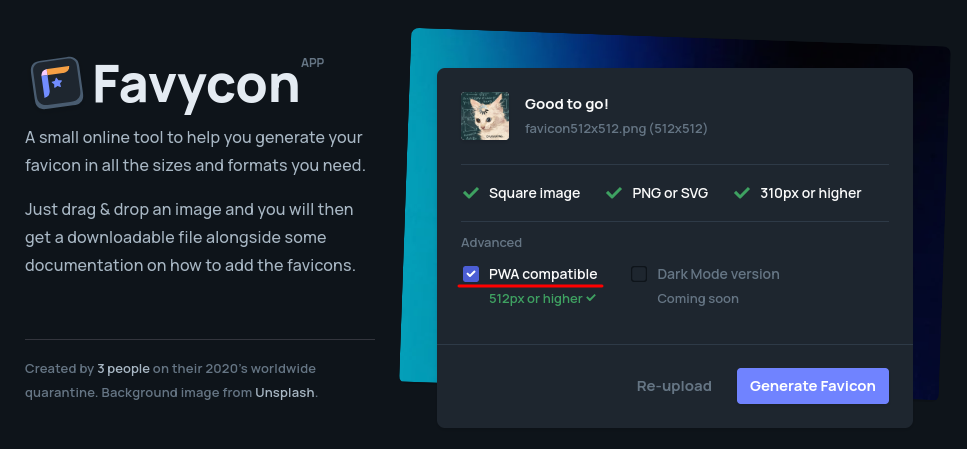 Favycon APP
A small online tool to help you generate your
favicon in all the sizes and formats you need.
Just drag & drop an image and you will then
get a downloadable file alongside some
documentation on how to add the favicons.
Created by 3 people on their 2020's worldwide
quarantine. Background image from Unsplash.
Good to go!
favicon512x512.png (512x512)
Square image
PNG or SVG
310px or higher
Advanced
PWA compatible
512px or higher
Dark Mode version
Coming soon
Re-upload
Generate Favicon